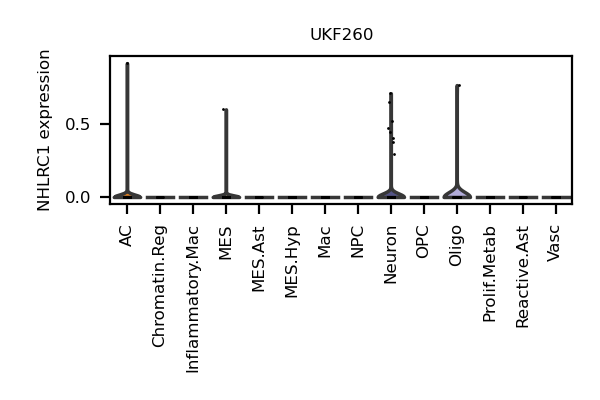 UKF260
NHLRC1 expression
0.5
0.0
AC
Chromatin.Reg
Inflammatory.Mac
MES
MES.Ast
MES.Hyp
Mac
NPC
Neuron
OPC
Oligo
Prolif.Metab
Reactive.Ast
Vasc